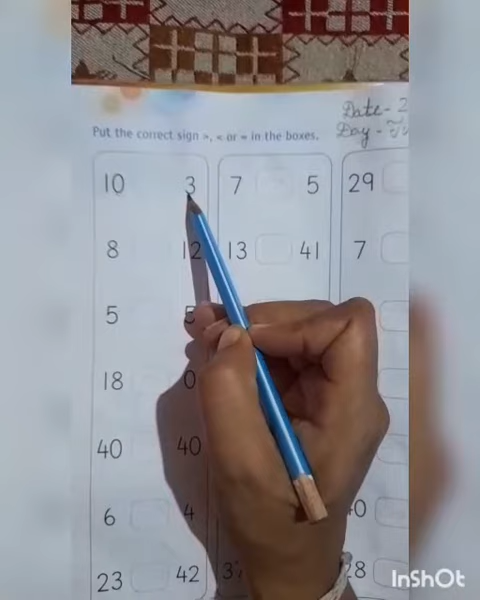 Date- 2
Put the correct sign >, < or = in the boxes.
Day -
10 3 7 5 29
8 12 13 41 7
5 5
18 0
40 40
6 4
23 42
InShOt